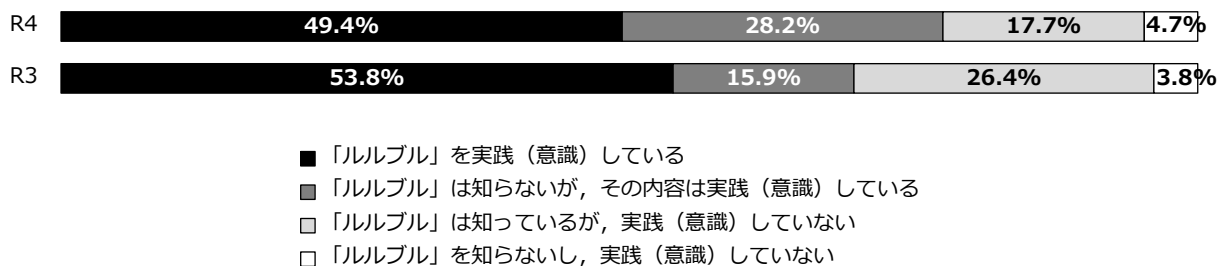 R4 49.4% 28.2% 17.7% 4.7%
R3 53.8% 15.9% 26.4% 3.8%
「ルルブル」を実践（意識）している
「ルルブル」は知らないが，その内容は実践（意識）している
「ルルブル」は知っているが，実践（意識）していない
「ルルブル」を知らないし，実践（意識）していない